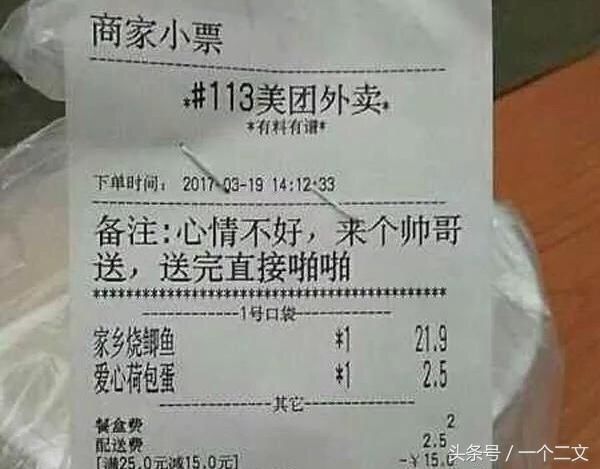 商家小票
*#113美团外卖*
*有料有谱*
下单时间: 2017-03-19 14:12:33
备注:心情不好,来个帅哥
送,送完直接啪啪
************************************************
--------------------1号口袋--------------------
家乡烧鲫鱼 *1 21.9
爱心荷包蛋 *1 2.5
--------------------其它--------------------
餐盒费 2
配送费 2.5
[满25.0元减15.0元] -￥15.0
头条号 / 一个二文